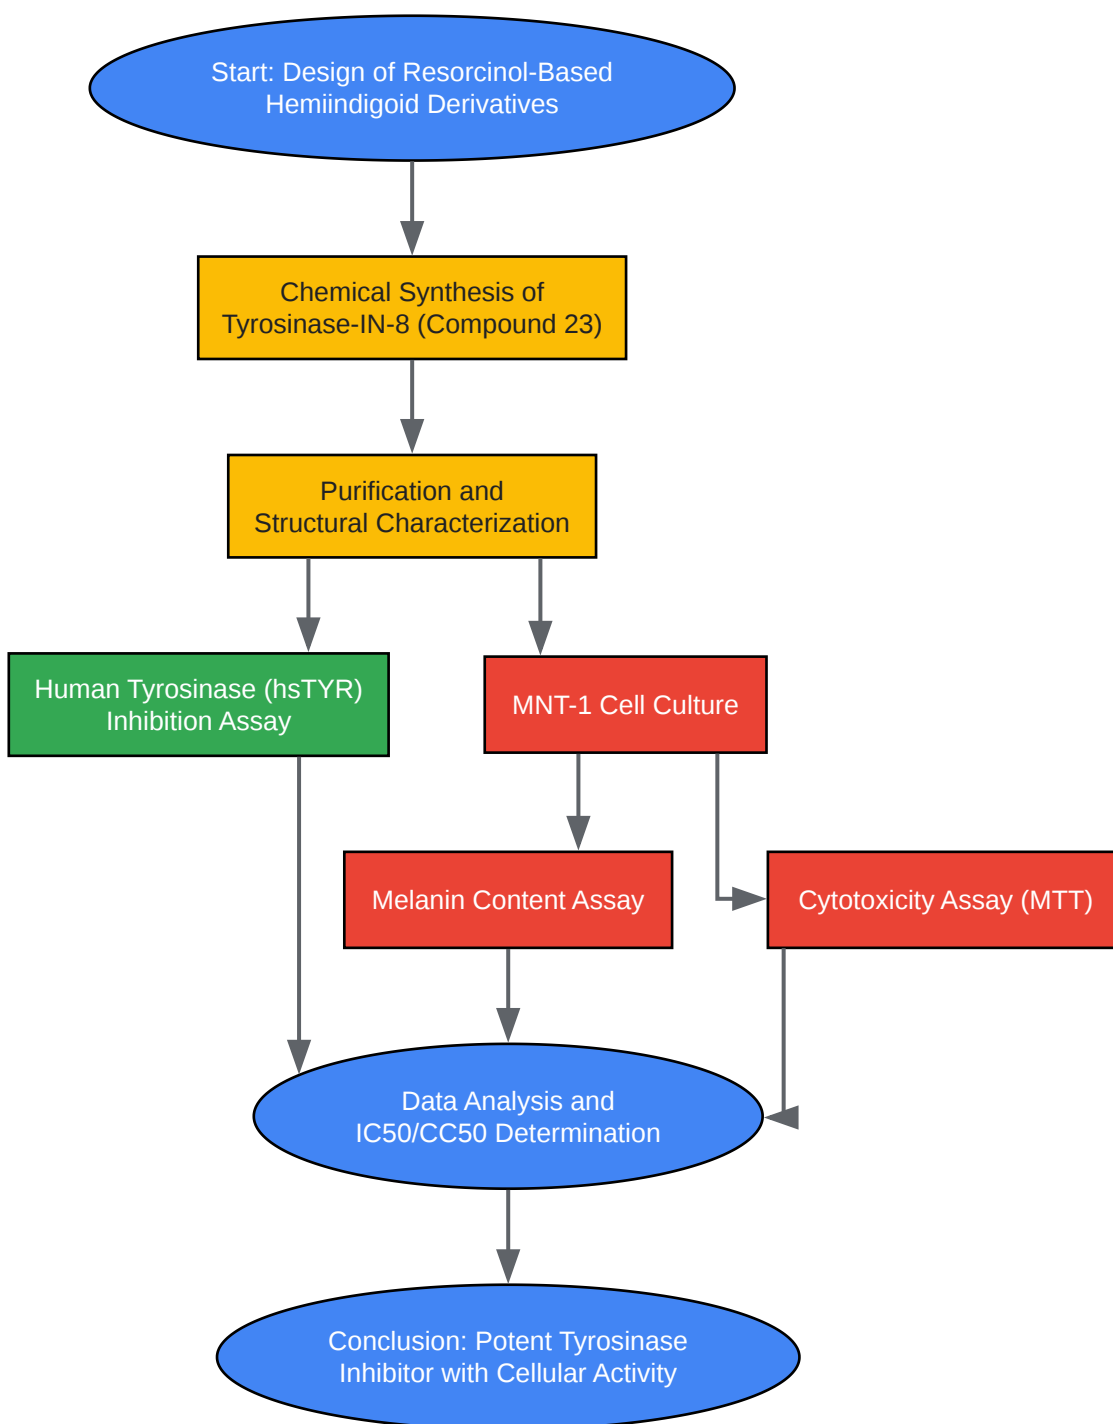 Start: Design of Resorcinol-Based
Hemiindigoid Derivatives
Chemical Synthesis of
Tyrosinase-IN-8 (Compound 23)
Purification and
Structural Characterization
Human Tyrosinase (hsTYR)
Inhibition Assay
MNT-1 Cell Culture
Melanin Content Assay
Cytotoxicity Assay (MTT)
Data Analysis and
IC50/CC50 Determination
Conclusion: Potent Tyrosinase
Inhibitor with Cellular Activity